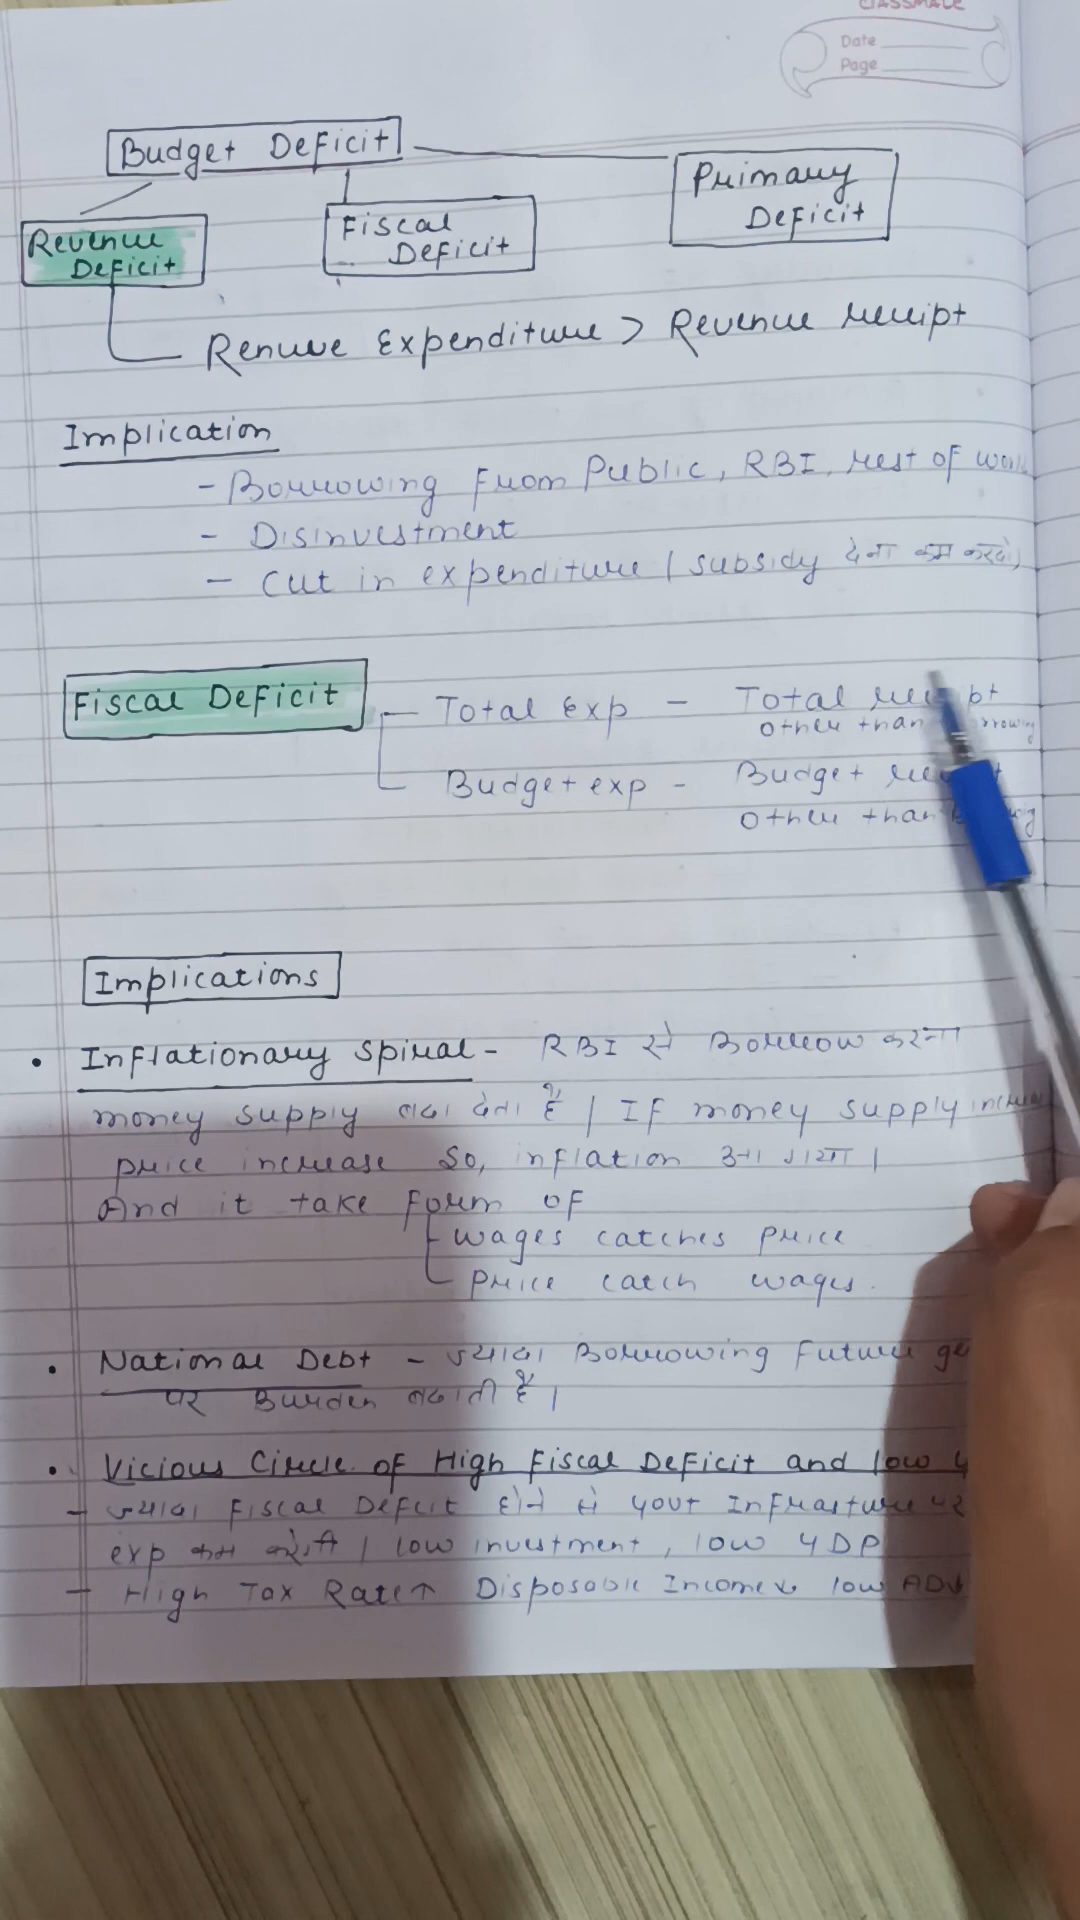 CLASSMATE
Date
Page
Budget Deficit
Primary
Deficit
Revenue
Deficit
Fiscal
Deficit
Renuve Expenditure > Revenue receipt
Implication
- Borrowing From Public, RBI, rest of
- Disinvestment
- cut in expenditure / subsidy देना कम करदो,
Fiscal Deficit
Total Exp - Total
other than
Budget exp - Budget
other than
Implications
• Inflationary Spiral - RBI से Borrow करना
money supply बढा देता है | If money supply
price increase So, inflation आ जाएगा |
And it take Form of
wages catches price
price catch wages.
• National Debt - ज्यादा Borrowing Future
पर Burden बढाती है |
• Vicious Circle of High Fiscal Deficit and low
- ज्यादा Fiscal Deficit होने से govt पर
exp कम करेगी | low investment, low GDP
- High Tax Rate↑ Disposable Income↓ low